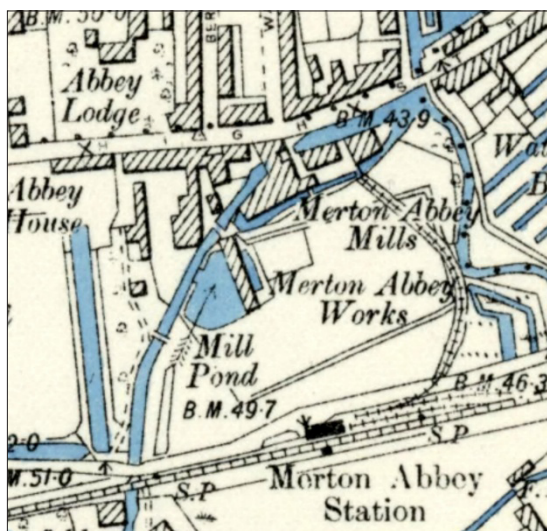 B.M. 50.0
Abbey
Lodge
B.M. 43.9
Abbey
House
Merton Abbey
Mills
Merton Abbey
Works
Mill
Pond
B.M. 46.3
B.M. 49.7
M. 51.0
S.P
S.P
Merton Abbey
Station